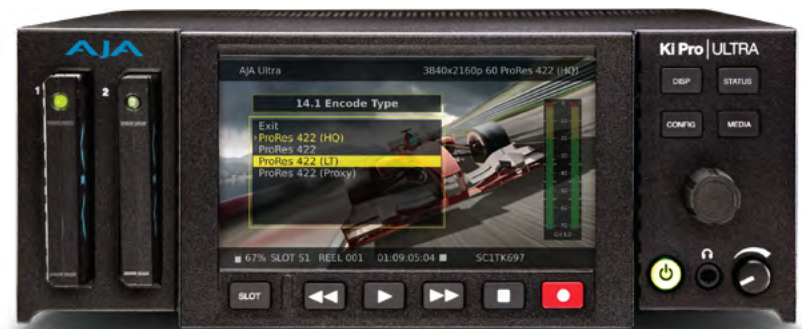 AJA
Ki Pro ULTRA
AJA Ultra 3840x2160p 60 ProRes 422 (HQ)
DISP STATUS
1 2
14.1 Encode Type
Exit
ProRes 422 (HQ)
ProRes 422
ProRes 422 (LT)
ProRes 422 (Proxy)
CONFIG MEDIA
67% SLOT S1 REEL 001 01:09:05:04 SC1TK697
SLOT